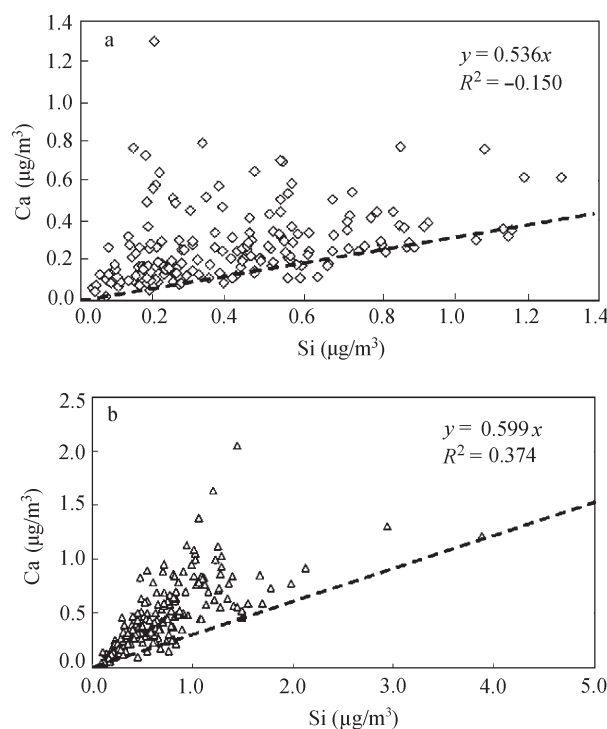 1.4
a
y = 0.536x
1.2
R² = –0.150
1.0
0.8
Ca (μg/m³)
0.6
0.4
0.2
0.0
0.0 0.2 0.4 0.6 0.8 1.0 1.2 1.4
Si (μg/m³)
2.5
b
y = 0.599x
2.0
R² = 0.374
1.5
Ca (μg/m³)
1.0
0.5
0.0
0.0 1.0 2.0 3.0 4.0 5.0
Si (μg/m³)